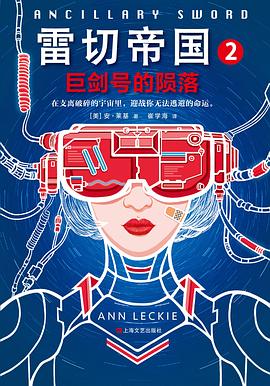 ANCILLARY SWORD
雷切帝国 2
巨剑号的陨落
在支离破碎的宇宙里，迎战你无法逃避的命运。
[美] 安·莱基 著 崔学海 译
ANN LECKIE
上海文艺出版社